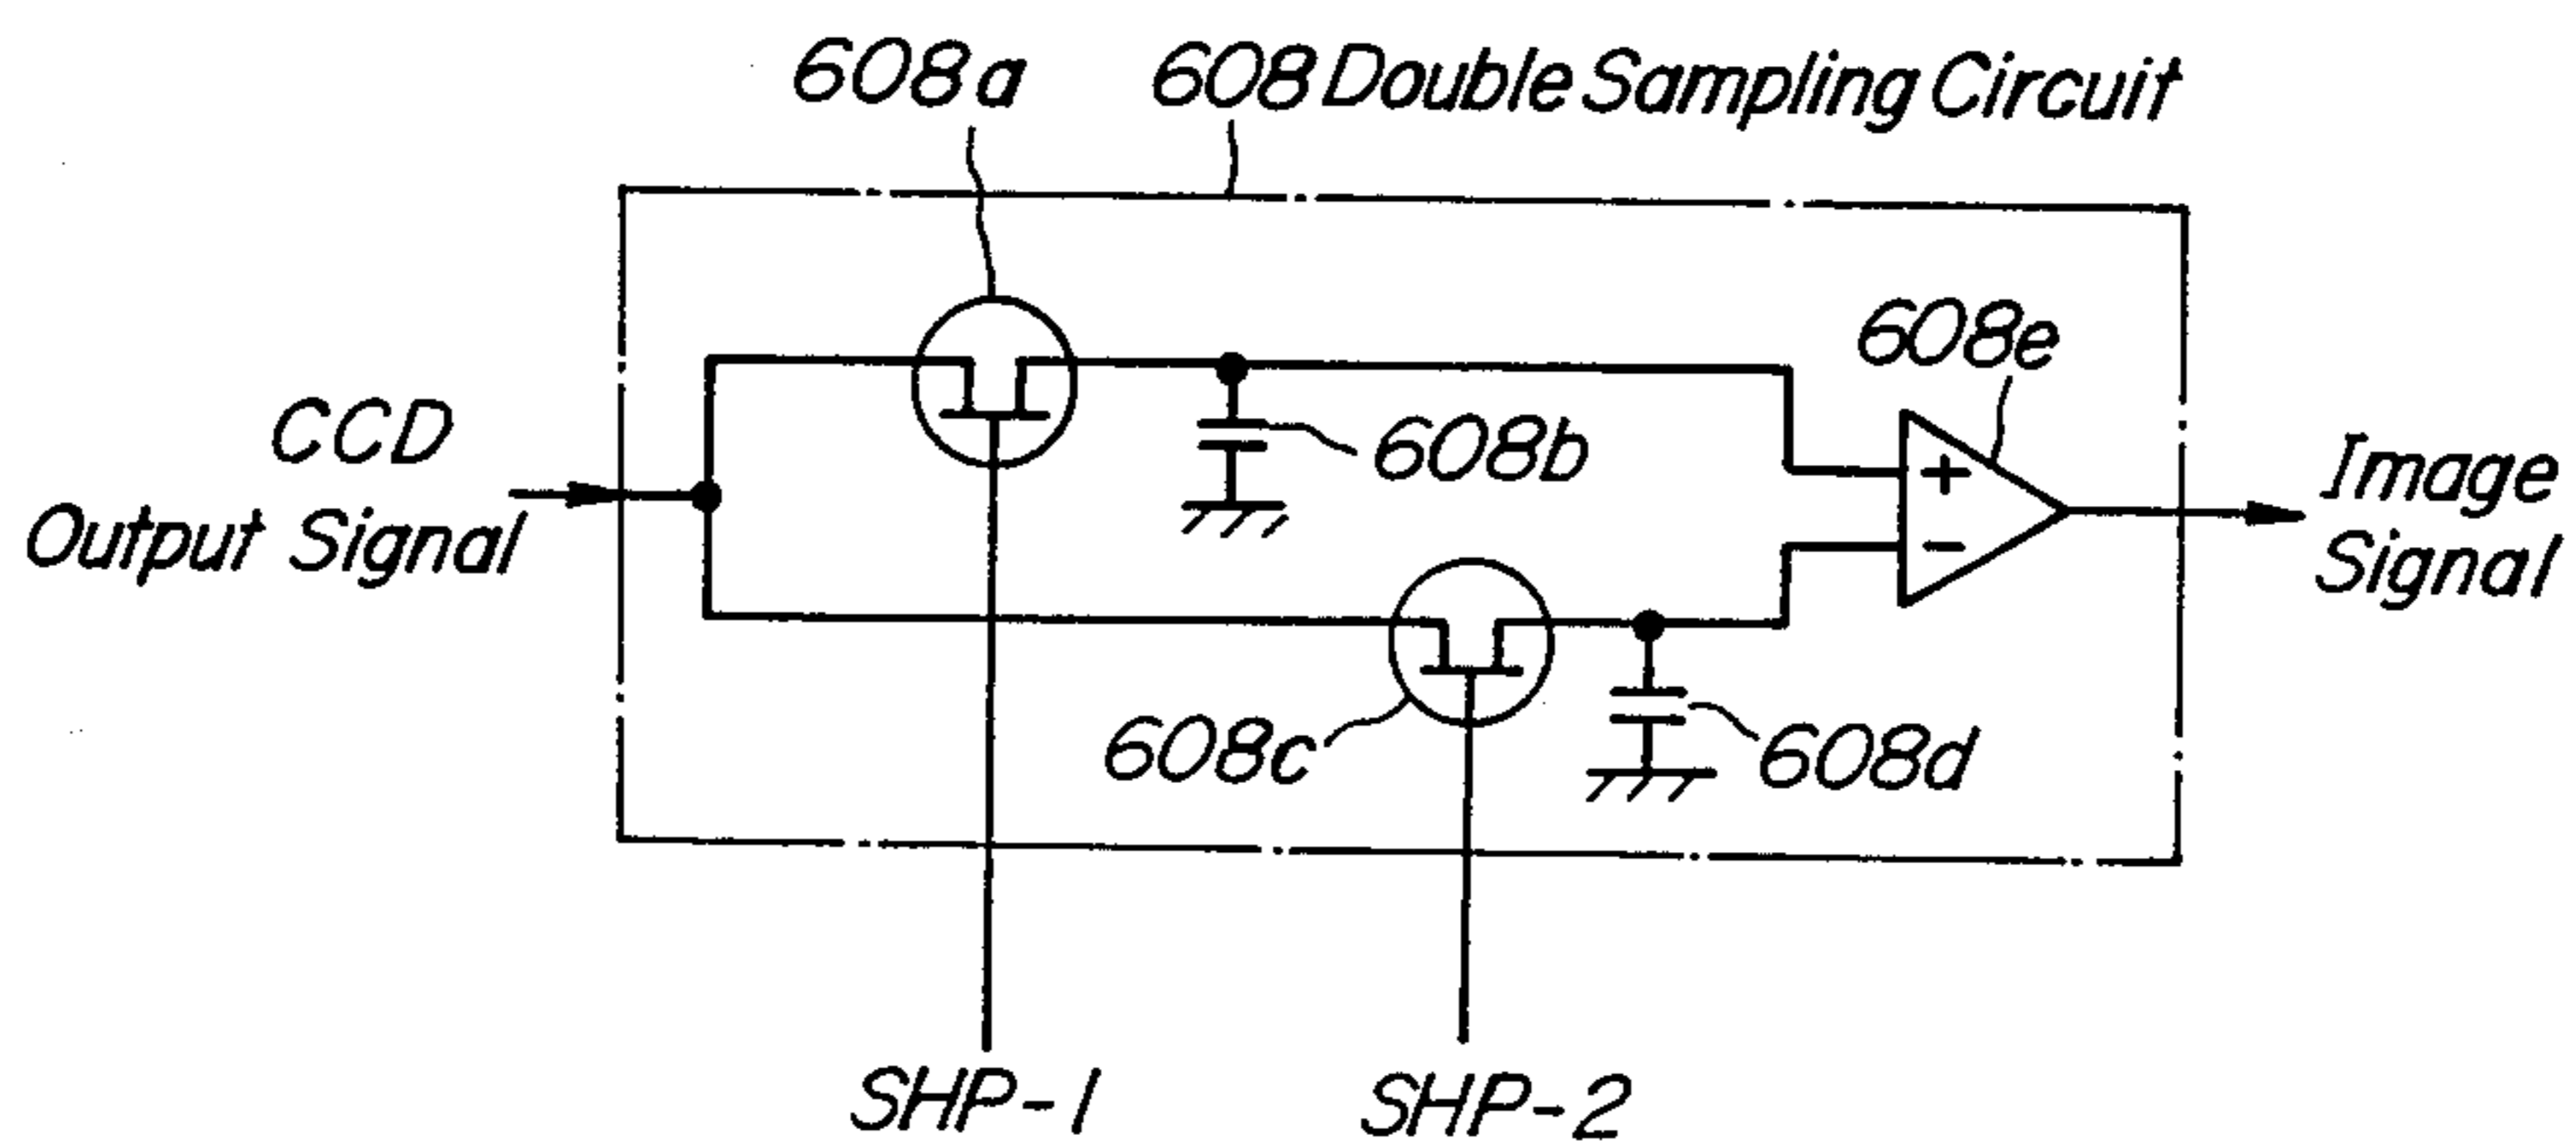 608a
608 Double Sampling Circuit
608e
CCD
Output Signal
608b
+
-
Image
Signal
608c
608d
SHP-1
SHP-2